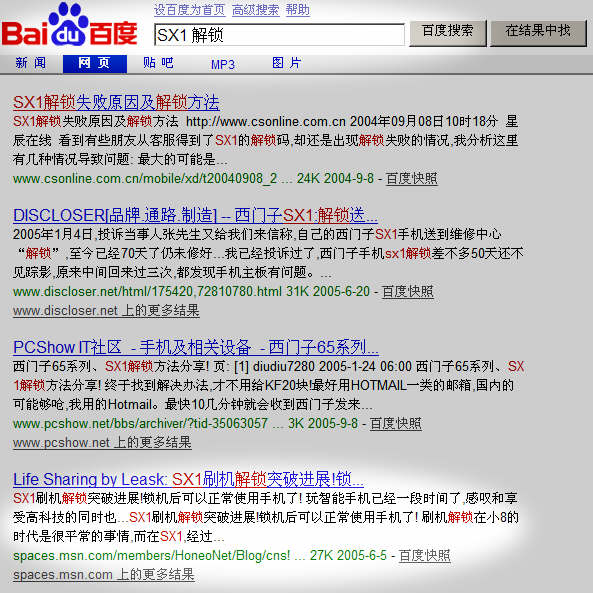 设百度为首页 高级搜索 帮助
Bai du 百度
SX1 解锁
百度搜索
在结果中找
新 闻 网 页 贴 吧 MP3 图 片
SX1解锁失败原因及解锁方法
SX1解锁失败原因及解锁方法 http://www.csonline.com.cn 2004年09月08日10时18分 星
辰在线 看到有些朋友从客服得到了SX1的解锁码,却还是出现解锁失败的情况,我分析这里
有几种情况导致问题: 最大的可能是...
www.csonline.com.cn/mobile/xd/t20040908_2 ... 24K 2004-9-8 - 百度快照
DISCLOSER[品牌.通路.制造] -- 西门子SX1:解锁送...
2005年1月4日,投诉当事人张先生又给我们来信称,自己的西门子SX1手机送到维修中心
“解锁”,至今已经70天了仍未修好...我已经投诉过了,西门子手机sx1解锁差不多50天还不
见踪影,原来中间回来过三次,都发现手机主板有问题。...
www.discloser.net/html/175420,72810780.html 31K 2005-6-20 - 百度快照
www.discloser.net 上的更多结果
PCShow IT社区 - 手机及相关设备 - 西门子65系列...
西门子65系列、SX1解锁方法分享! 页: [1] diudiu7280 2005-1-24 06:00 西门子65系列、SX
1解锁方法分享! 终于找到解决办法,才不用给KF20块!最好用HOTMAIL一类的邮箱,国内的
可能够呛,我用的Hotmail。最快10几分钟就会收到西门子发来...
www.pcshow.net/bbs/archiver/?tid-35063057 ... 3K 2005-9-8 - 百度快照
www.pcshow.net 上的更多结果
Life Sharing by Leask: SX1刷机解锁突破进展!锁...
SX1刷机解锁突破进展!锁机后可以正常使用手机了! 玩智能手机已经一段时间了,感叹和享
受高科技的同时也...SX1刷机解锁突破进展!锁机后可以正常使用手机了! 刷机解锁在小8的
时代是很平常的事情,而在SX1,经过...
spaces.msn.com/members/HoneoNet/Blog/cns! ... 27K 2005-6-5 - 百度快照
spaces.msn.com 上的更多结果